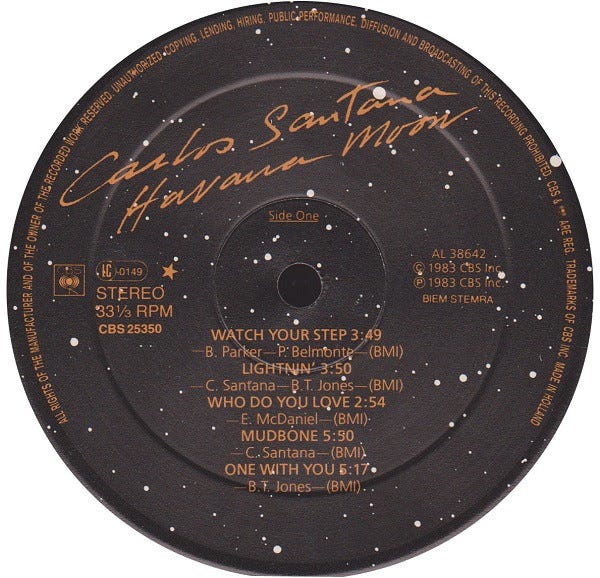 ALL RIGHTS OF THE MANUFACTURER AND OF THE OWNER OF THE RECORDED WORK RESERVED. UNAUTHORIZED COPYING, LENDING, HIRING, PUBLIC PERFORMANCE, DIFFUSION AND BROADCASTING OF THIS RECORDING PROHIBITED. CBS & ARE REG. TRADEMARKS OF CBS INC. MADE IN HOLLAND
Carlos Santana
Havana Moon
Side One
LC-0149
STEREO
33⅓ RPM
CBS 25350
CBS
AL 38642
© 1983 CBS Inc.
℗ 1983 CBS Inc.
BIEM STEMRA
WATCH YOUR STEP 3:49
—B. Parker—P. Belmonte—(BMI)
LIGHTNIN' 3:50
—C. Santana—B.T. Jones—(BMI)
WHO DO YOU LOVE 2:54
—E. McDaniel—(BMI)
MUDBONE 5:50
—C. Santana—(BMI)
ONE WITH YOU 5:17
—B.T. Jones—(BMI)